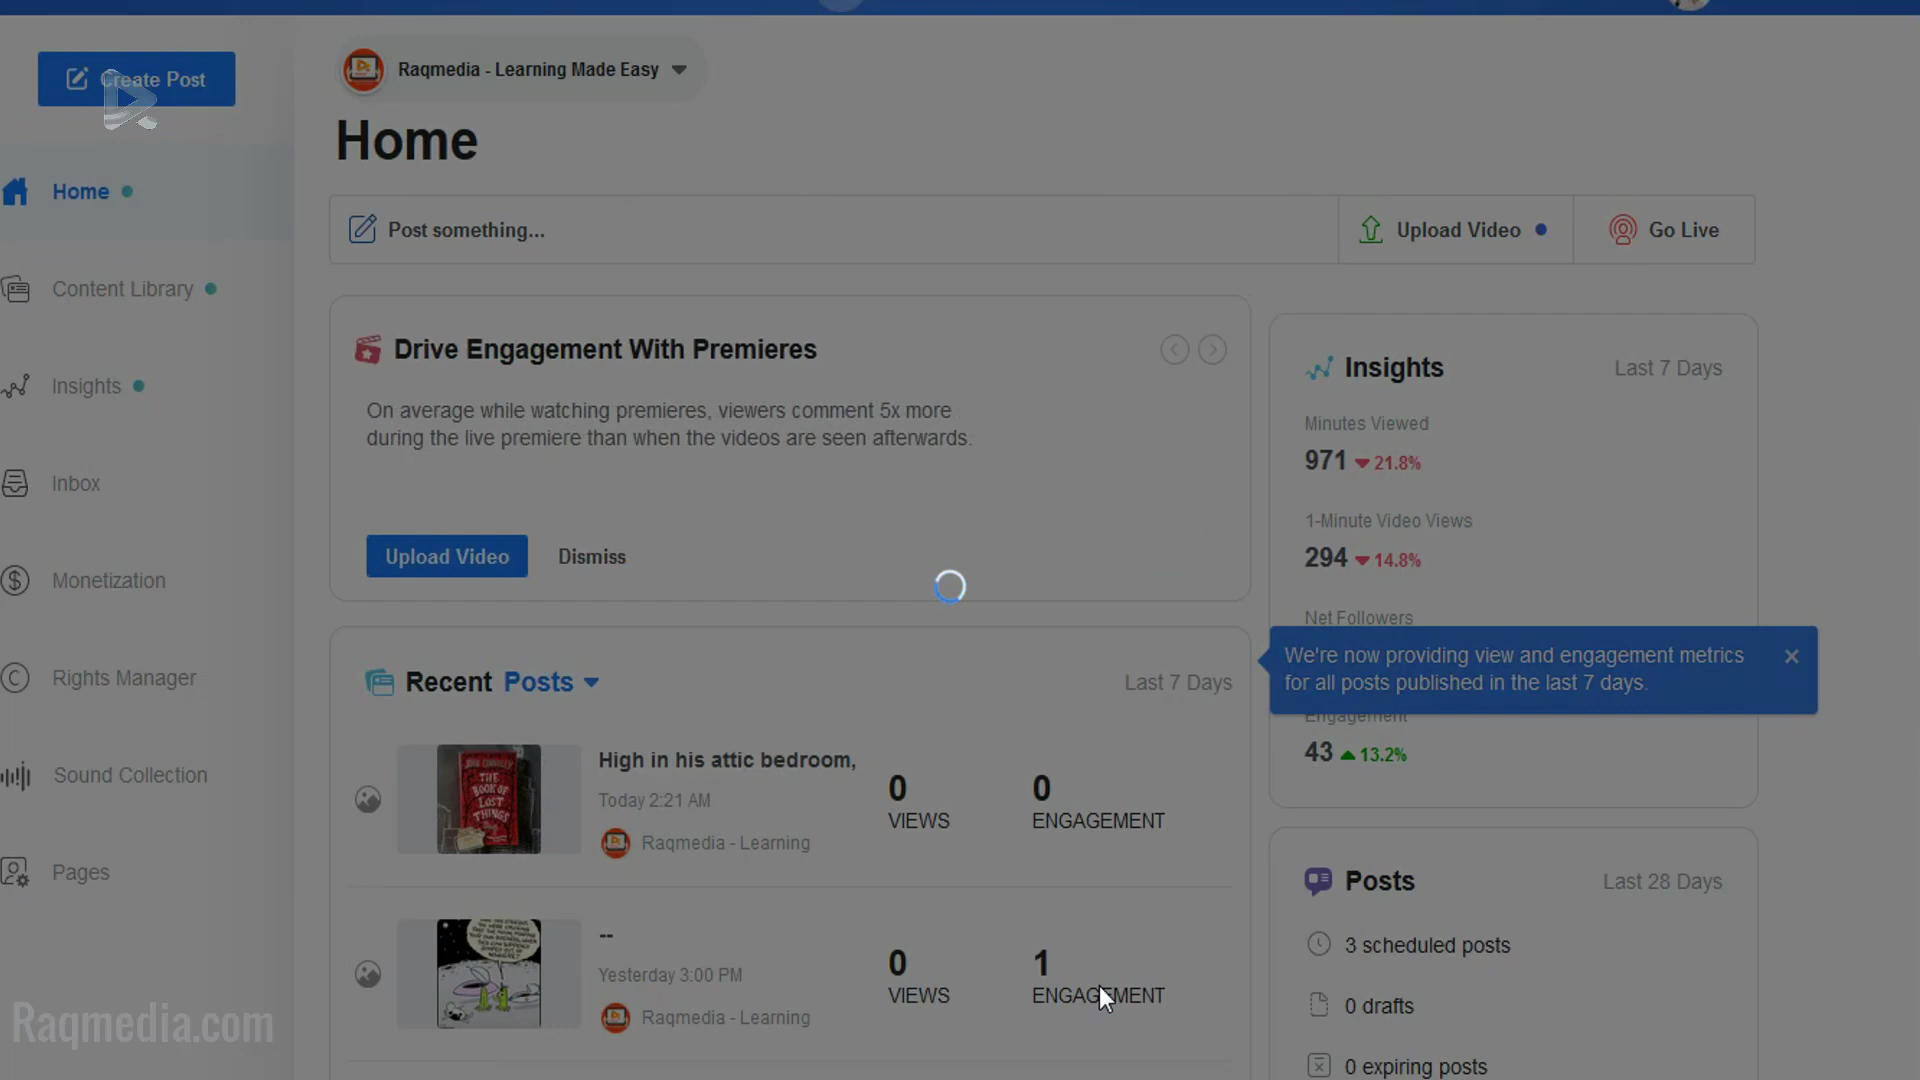 Create Post
Raqmedia - Learning Made Easy
Home
Home
Content Library
Insights
Inbox
Monetization
Rights Manager
Sound Collection
Pages
Post something...
Upload Video
Go Live
Drive Engagement With Premieres
On average while watching premieres, viewers comment 5x more
during the live premiere than when the videos are seen afterwards.
Upload Video
Dismiss
Recent Posts
Last 7 Days
High in his attic bedroom,
Today 2:21 AM
Raqmedia - Learning
0
VIEWS
0
ENGAGEMENT
THE
BOOK OF
LOST
THINGS
--
Yesterday 3:00 PM
Raqmedia - Learning
0
VIEWS
1
ENGAGEMENT
Insights
Last 7 Days
Minutes Viewed
971 21.8%
1-Minute Video Views
294 14.8%
Net Followers
We're now providing view and engagement metrics
for all posts published in the last 7 days.
Engagement
43 13.2%
Posts
Last 28 Days
3 scheduled posts
0 drafts
0 expiring posts
Raqmedia.com